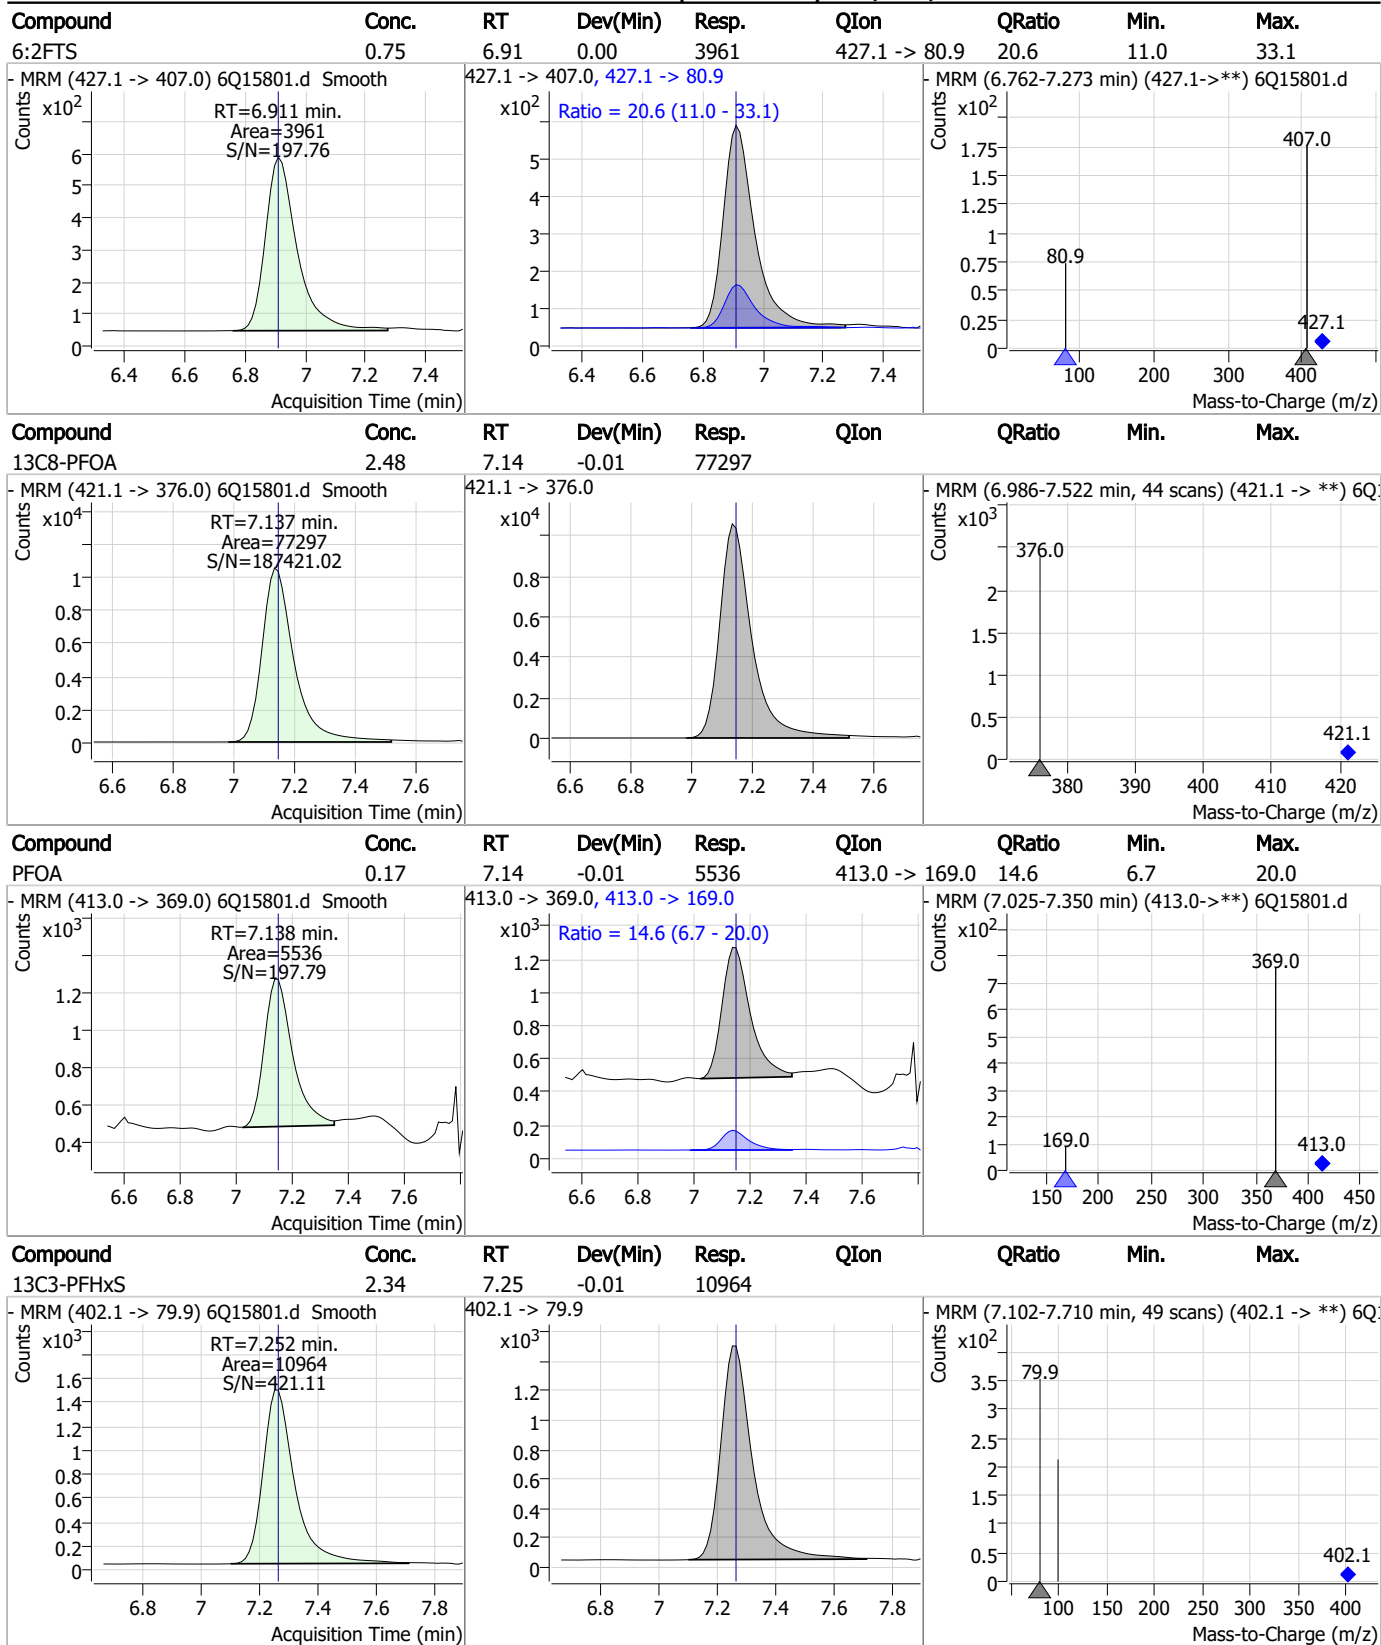 Compound Conc. RT Dev(Min) Resp. QIon QRatio Min. Max.
6:2FTS 0.75 6.91 0.00 3961 427.1 -> 80.9 20.6 11.0 33.1
- MRM (427.1 -> 407.0) 6Q15801.d Smooth
427.1 -> 407.0, 427.1 -> 80.9
- MRM (6.762-7.273 min) (427.1->**) 6Q15801.d
Counts
x10²
RT=6.911 min.
Area=3961
S/N=197.76
6
5
4
3
2
1
0
6.4 6.6 6.8 7 7.2 7.4
Acquisition Time (min)
x10²
Ratio = 20.6 (11.0 - 33.1)
5
4
3
2
1
0
6.4 6.6 6.8 7 7.2 7.4
Counts
x10²
407.0
1.75
1.5
1.25
1
80.9
0.75
0.5
0.25
427.1
0
100 200 300 400
Mass-to-Charge (m/z)
Compound Conc. RT Dev(Min) Resp. QIon QRatio Min. Max.
13C8-PFOA 2.48 7.14 -0.01 77297
- MRM (421.1 -> 376.0) 6Q15801.d Smooth
421.1 -> 376.0
- MRM (6.986-7.522 min, 44 scans) (421.1 -> **) 6Q1
Counts
x10⁴
RT=7.137 min.
Area=77297
S/N=187421.02
1
0.8
0.6
0.4
0.2
0
6.6 6.8 7 7.2 7.4 7.6
Acquisition Time (min)
x10⁴
0.8
0.6
0.4
0.2
0
6.6 6.8 7 7.2 7.4 7.6
Counts
x10³
376.0
2
1.5
1
0.5
421.1
0
380 390 400 410 420
Mass-to-Charge (m/z)
Compound Conc. RT Dev(Min) Resp. QIon QRatio Min. Max.
PFOA 0.17 7.14 -0.01 5536 413.0 -> 169.0 14.6 6.7 20.0
- MRM (413.0 -> 369.0) 6Q15801.d Smooth
413.0 -> 369.0, 413.0 -> 169.0
- MRM (7.025-7.350 min) (413.0->**) 6Q15801.d
Counts
x10³
RT=7.138 min.
Area=5536
S/N=197.79
1.2
1
0.8
0.6
0.4
6.6 6.8 7 7.2 7.4 7.6
Acquisition Time (min)
x10³
Ratio = 14.6 (6.7 - 20.0)
1.2
1
0.8
0.6
0.4
0.2
0
6.6 6.8 7 7.2 7.4 7.6
Counts
x10²
369.0
7
6
5
4
3
2
1
169.0
413.0
0
150 200 250 300 350 400 450
Mass-to-Charge (m/z)
Compound Conc. RT Dev(Min) Resp. QIon QRatio Min. Max.
13C3-PFHxS 2.34 7.25 -0.01 10964
- MRM (402.1 -> 79.9) 6Q15801.d Smooth
402.1 -> 79.9
- MRM (7.102-7.710 min, 49 scans) (402.1 -> **) 6Q1
Counts
x10³
RT=7.252 min.
Area=10964
S/N=421.11
1.6
1.4
1.2
1
0.8
0.6
0.4
0.2
0
6.8 7 7.2 7.4 7.6 7.8
Acquisition Time (min)
x10³
1.2
1
0.8
0.6
0.4
0.2
0
6.8 7 7.2 7.4 7.6 7.8
Counts
x10²
79.9
3.5
3
2.5
2
1.5
1
0.5
402.1
0
100 150 200 250 300 350 400
Mass-to-Charge (m/z)